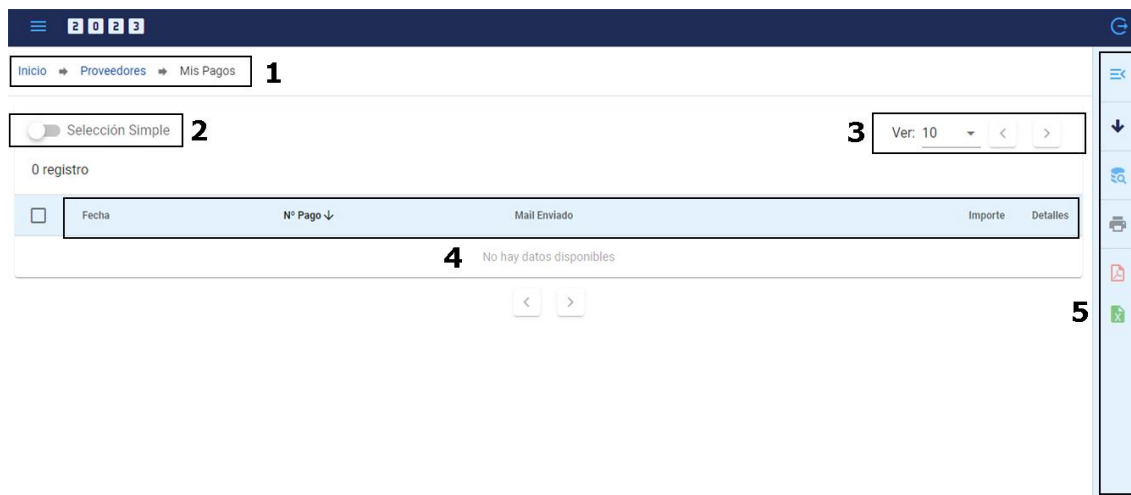 2023
Inicio Proveedores Mis Pagos 1
Selección Simple 2
3 Ver: 10
0 registro
Fecha Nº Pago Mail Enviado Importe Detalles
4 No hay datos disponibles
5